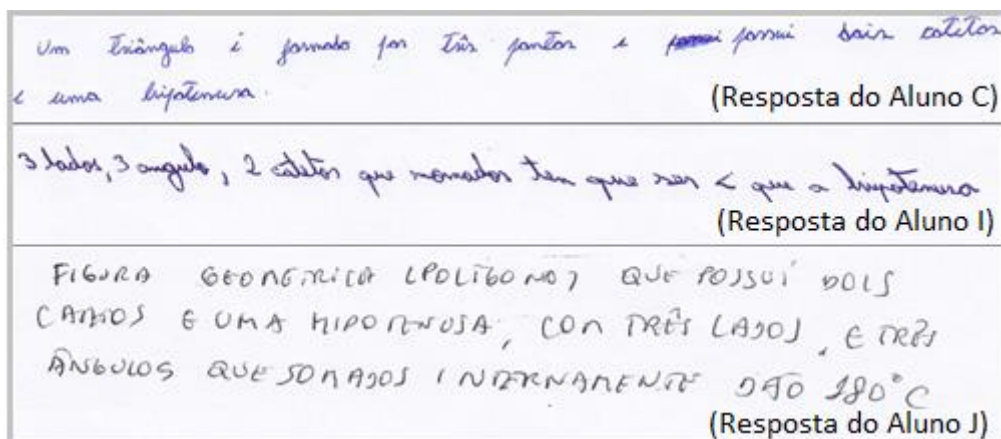 Um triângulo é formado por três pontos e possui dois catetos
e uma hipotenusa.
(Resposta do Aluno C)
3 lados, 3 angulo, 2 catetos que somados tem que ser < que a hipotenusa
(Resposta do Aluno I)
FIGURA GEOMETRICA (POLÍGONO) QUE POSSUÍ DOIS
CATETOS E UMA HIPOTENUSA, COM TRÊS LADOS, E TRÊS
ÂNGULOS QUE SOMADOS INTERNAMENTE DÃO 180°C
(Resposta do Aluno J)